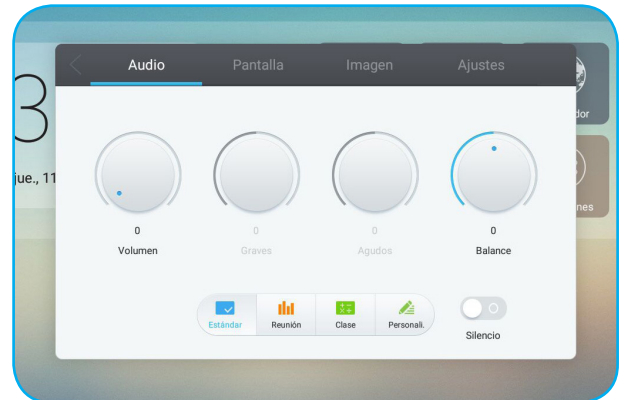 Audio Pantalla Imagen Ajustes
3
jue., 11
dor
nes
0 0 0 0
Volumen Graves Agudos Balance
Estándar Reunión Clase Personali.
Silencio